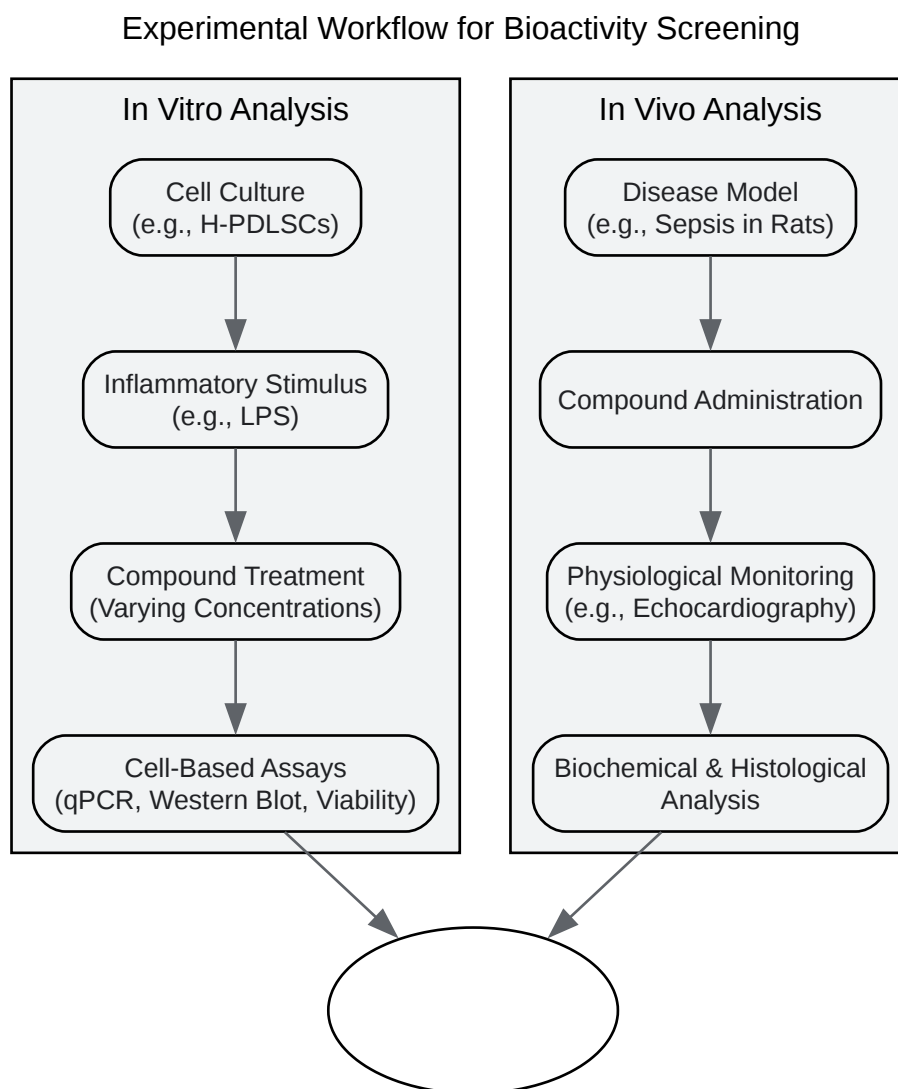 Experimental Workflow for Bioactivity Screening
In Vitro Analysis
Cell Culture
(e.g., H-PDLSCs)
Inflammatory Stimulus
(e.g., LPS)
Compound Treatment
(Varying Concentrations)
Cell-Based Assays
(qPCR, Western Blot, Viability)
In Vivo Analysis
Disease Model
(e.g., Sepsis in Rats)
Compound Administration
Physiological Monitoring
(e.g., Echocardiography)
Biochemical & Histological
Analysis